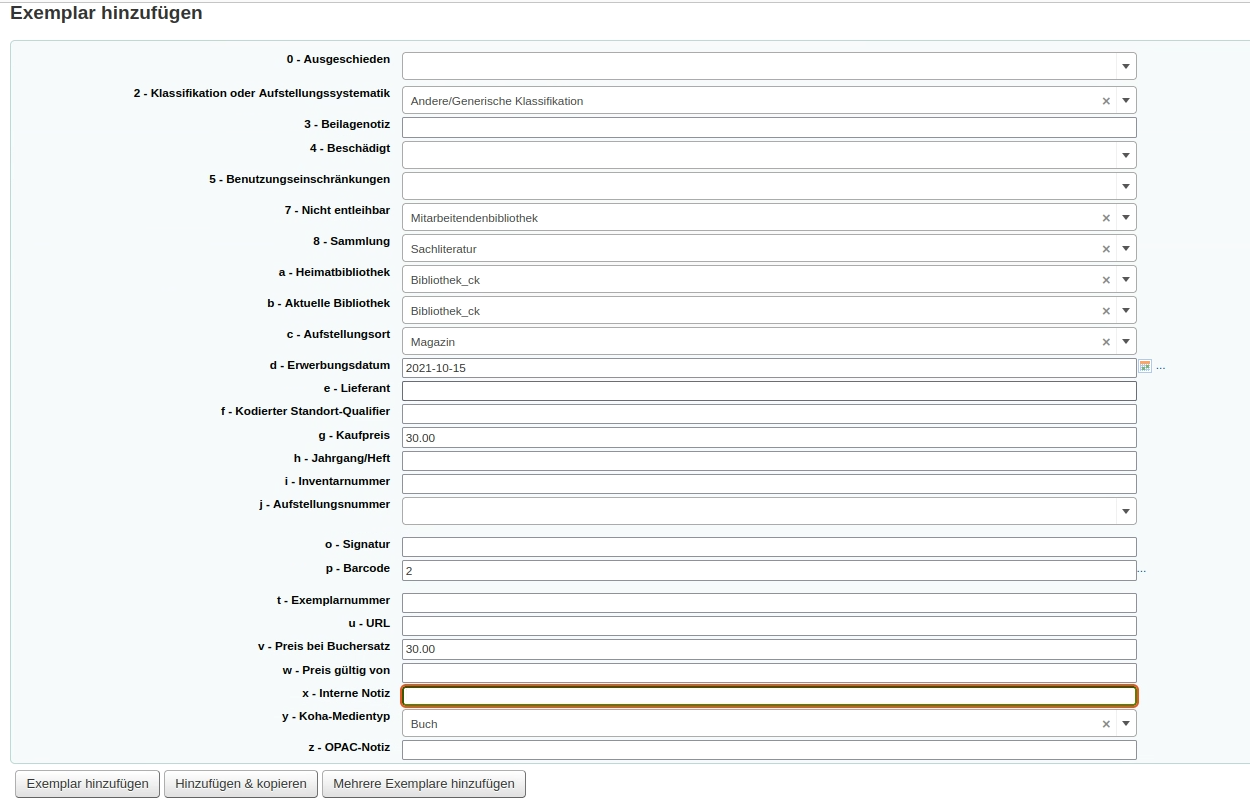 Exemplar hinzufügen
0 - Ausgeschieden
2 - Klassifikation oder Aufstellungssystematik Andere/Generische Klassifikation ×
3 - Beilagenotiz
4 - Beschädigt
5 - Benutzungseinschränkungen
7 - Nicht entleihbar Mitarbeitendenbibliothek ×
8 - Sammlung Sachliteratur ×
a - Heimatbibliothek Bibliothek_ck ×
b - Aktuelle Bibliothek Bibliothek_ck ×
c - Aufstellungsort Magazin ×
d - Erwerbungsdatum 2021-10-15 ...
e - Lieferant
f - Kodierter Standort-Qualifier
g - Kaufpreis 30.00
h - Jahrgang/Heft
i - Inventarnummer
j - Aufstellungsnummer
o - Signatur
p - Barcode 2 ...
t - Exemplarnummer
u - URL
v - Preis bei Buchersatz 30.00
w - Preis gültig von
x - Interne Notiz
y - Koha-Medientyp Buch ×
z - OPAC-Notiz
Exemplar hinzufügen Hinzufügen & kopieren Mehrere Exemplare hinzufügen